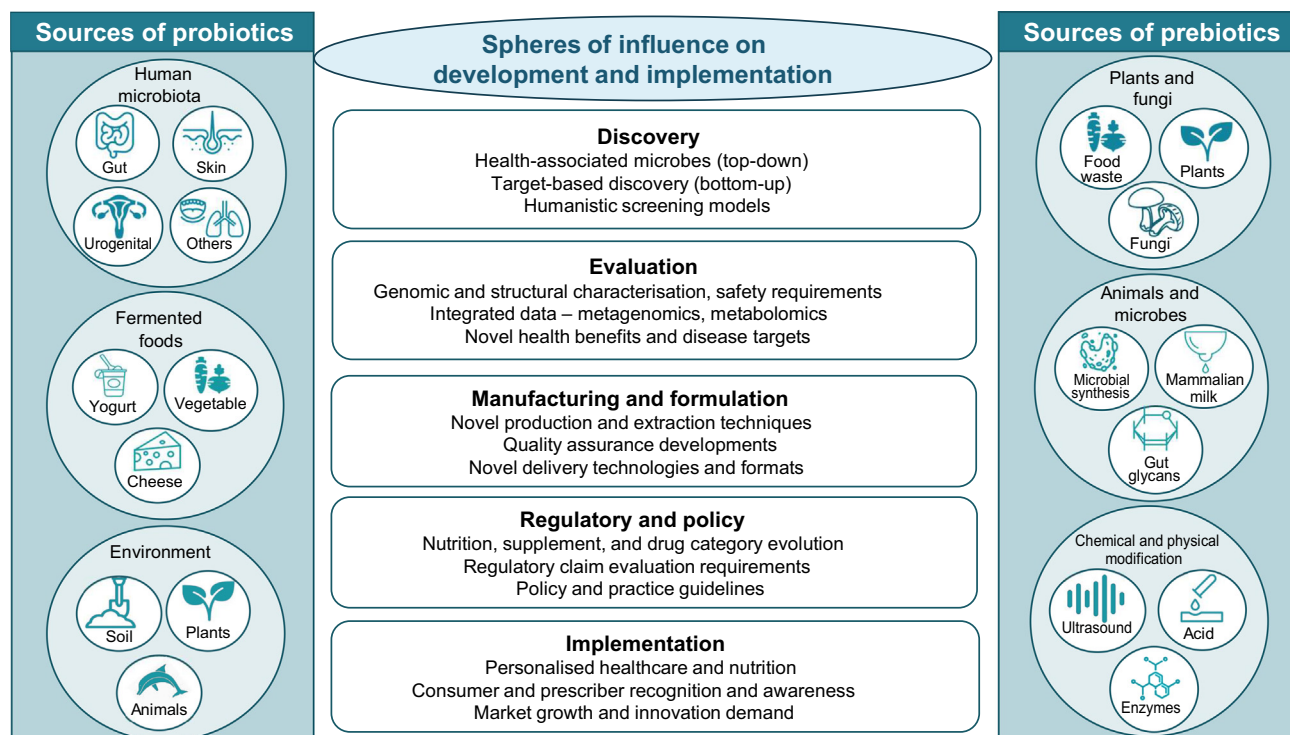 Sources of probiotics
Human
microbiota
Gut
Skin
Urogenital
Others
Fermented
foods
Yogurt
Vegetable
Cheese
Environment
Soil
Plants
Animals
Spheres of influence on
development and implementation
Discovery
Health-associated microbes (top-down)
Target-based discovery (bottom-up)
Humanistic screening models
Evaluation
Genomic and structural characterisation, safety requirements
Integrated data – metagenomics, metabolomics
Novel health benefits and disease targets
Manufacturing and formulation
Novel production and extraction techniques
Quality assurance developments
Novel delivery technologies and formats
Regulatory and policy
Nutrition, supplement, and drug category evolution
Regulatory claim evaluation requirements
Policy and practice guidelines
Implementation
Personalised healthcare and nutrition
Consumer and prescriber recognition and awareness
Market growth and innovation demand
Sources of prebiotics
Plants and
fungi
Food
waste
Plants
Fungi
Animals and
microbes
Microbial
synthesis
Mammalian
milk
Gut
glycans
Chemical and physical
modification
Ultrasound
Acid
Enzymes